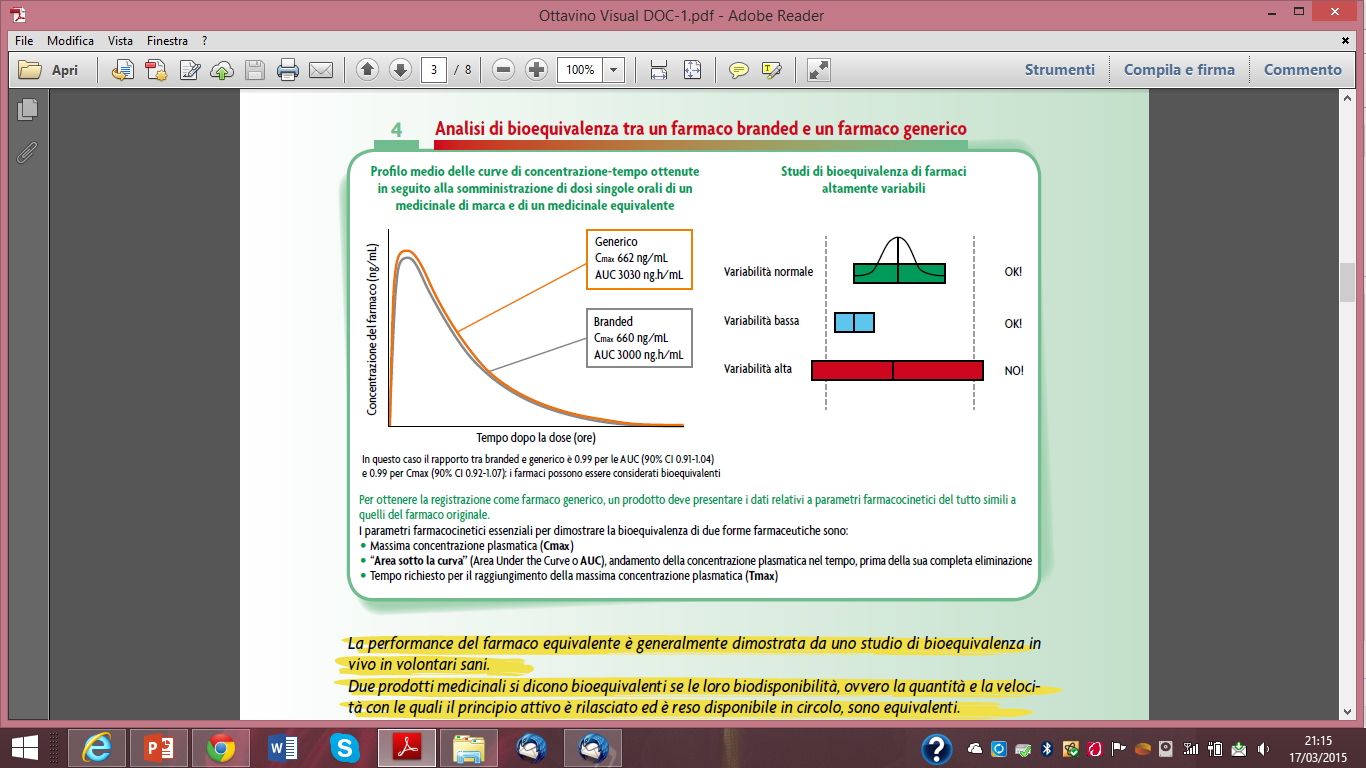 Ottavino Visual DOC-1.pdf - Adobe Reader
File Modifica Vista Finestra ?
Apri 3 / 8 100% Strumenti Compila e firma Commento
4 Analisi di bioequivalenza tra un farmaco branded e un farmaco generico
Profilo medio delle curve di concentrazione-tempo ottenute
in seguito alla somministrazione di dosi singole orali di un
medicinale di marca e di un medicinale equivalente
Concentrazione del farmaco (ng/mL)
Generico
Cmax 662 ng/mL
AUC 3030 ng.h/mL
Branded
Cmax 660 ng/mL
AUC 3000 ng.h/mL
Tempo dopo la dose (ore)
In questo caso il rapporto tra branded e generico è 0.99 per le AUC (90% CI 0.91-1.04)
e 0.99 per Cmax (90% CI 0.92-1.07): i farmaci possono essere considerati bioequivalenti
Studi di bioequivalenza di farmaci
altamente variabili
Variabilità normale OK!
Variabilità bassa OK!
Variabilità alta NO!
Per ottenere la registrazione come farmaco generico, un prodotto deve presentare i dati relativi a parametri farmacocinetici del tutto simili a
quelli del farmaco originale.
I parametri farmacocinetici essenziali per dimostrare la bioequivalenza di due forme farmaceutiche sono:
• Massima concentrazione plasmatica (Cmax)
• “Area sotto la curva” (Area Under the Curve o AUC), andamento della concentrazione plasmatica nel tempo, prima della sua completa eliminazione
• Tempo richiesto per il raggiungimento della massima concentrazione plasmatica (Tmax)
La performance del farmaco equivalente è generalmente dimostrata da uno studio di bioequivalenza in
vivo in volontari sani.
Due prodotti medicinali si dicono bioequivalenti se le loro biodisponibilità, ovvero la quantità e la veloci-
tà con le quali il principio attivo è rilasciato ed è reso disponibile in circolo, sono equivalenti.
21:15
17/03/2015